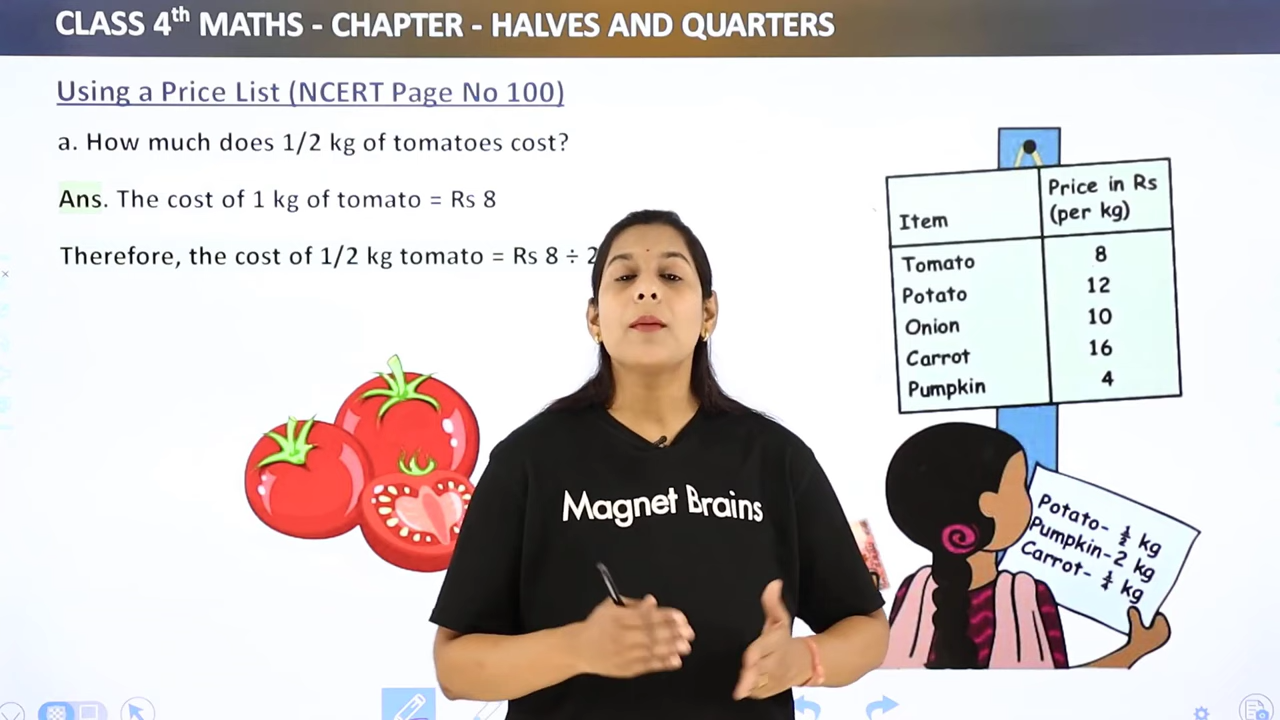 CLASS 4th MATHS - CHAPTER - HALVES AND QUARTERS
Using a Price List (NCERT Page No 100)
a. How much does 1/2 kg of tomatoes cost?
Ans. The cost of 1 kg of tomato = Rs 8
Therefore, the cost of 1/2 kg tomato = Rs 8 ÷ 2
Item Price in Rs (per kg)
Tomato 8
Potato 12
Onion 10
Carrot 16
Pumpkin 4
Potato- ½ kg
Pumpkin-2 kg
Carrot- ¼ kg
Magnet Brains